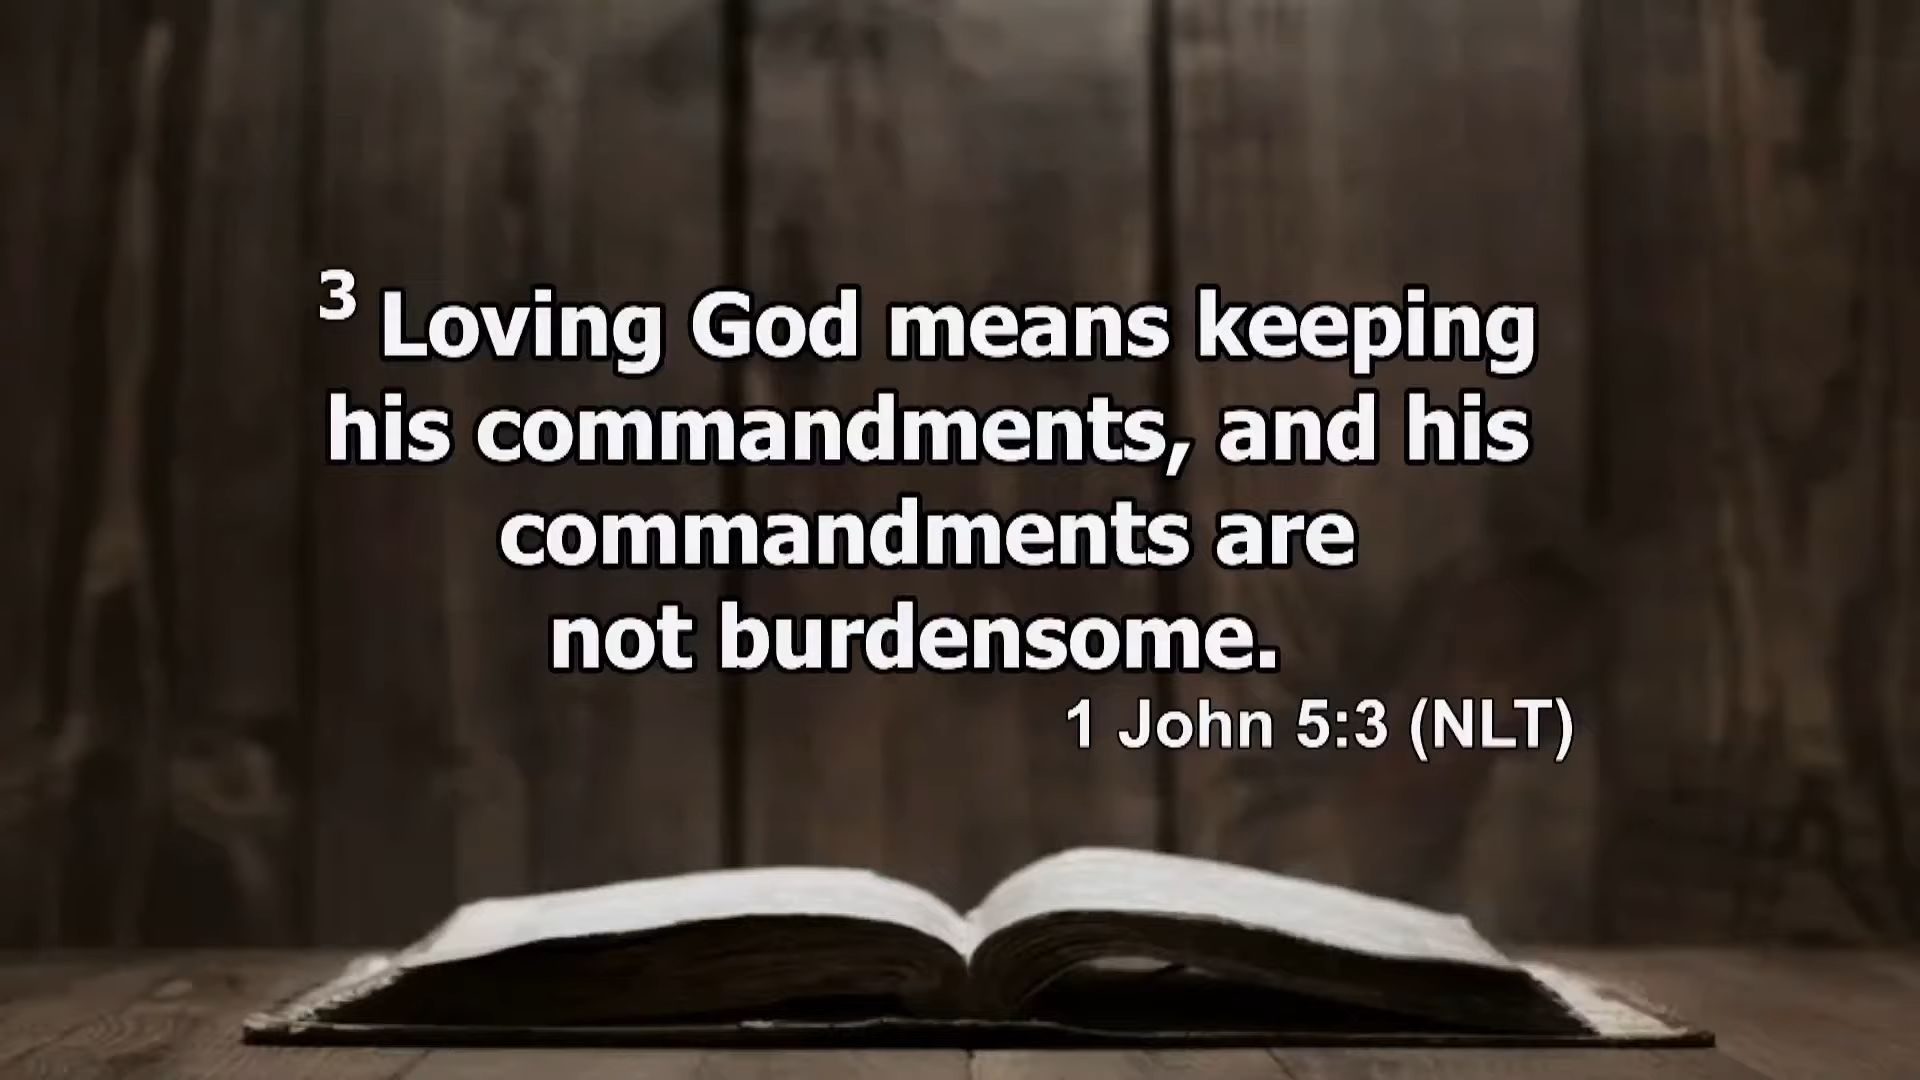 3 Loving God means keeping
his commandments, and his
commandments are
not burdensome.
1 John 5:3 (NLT)